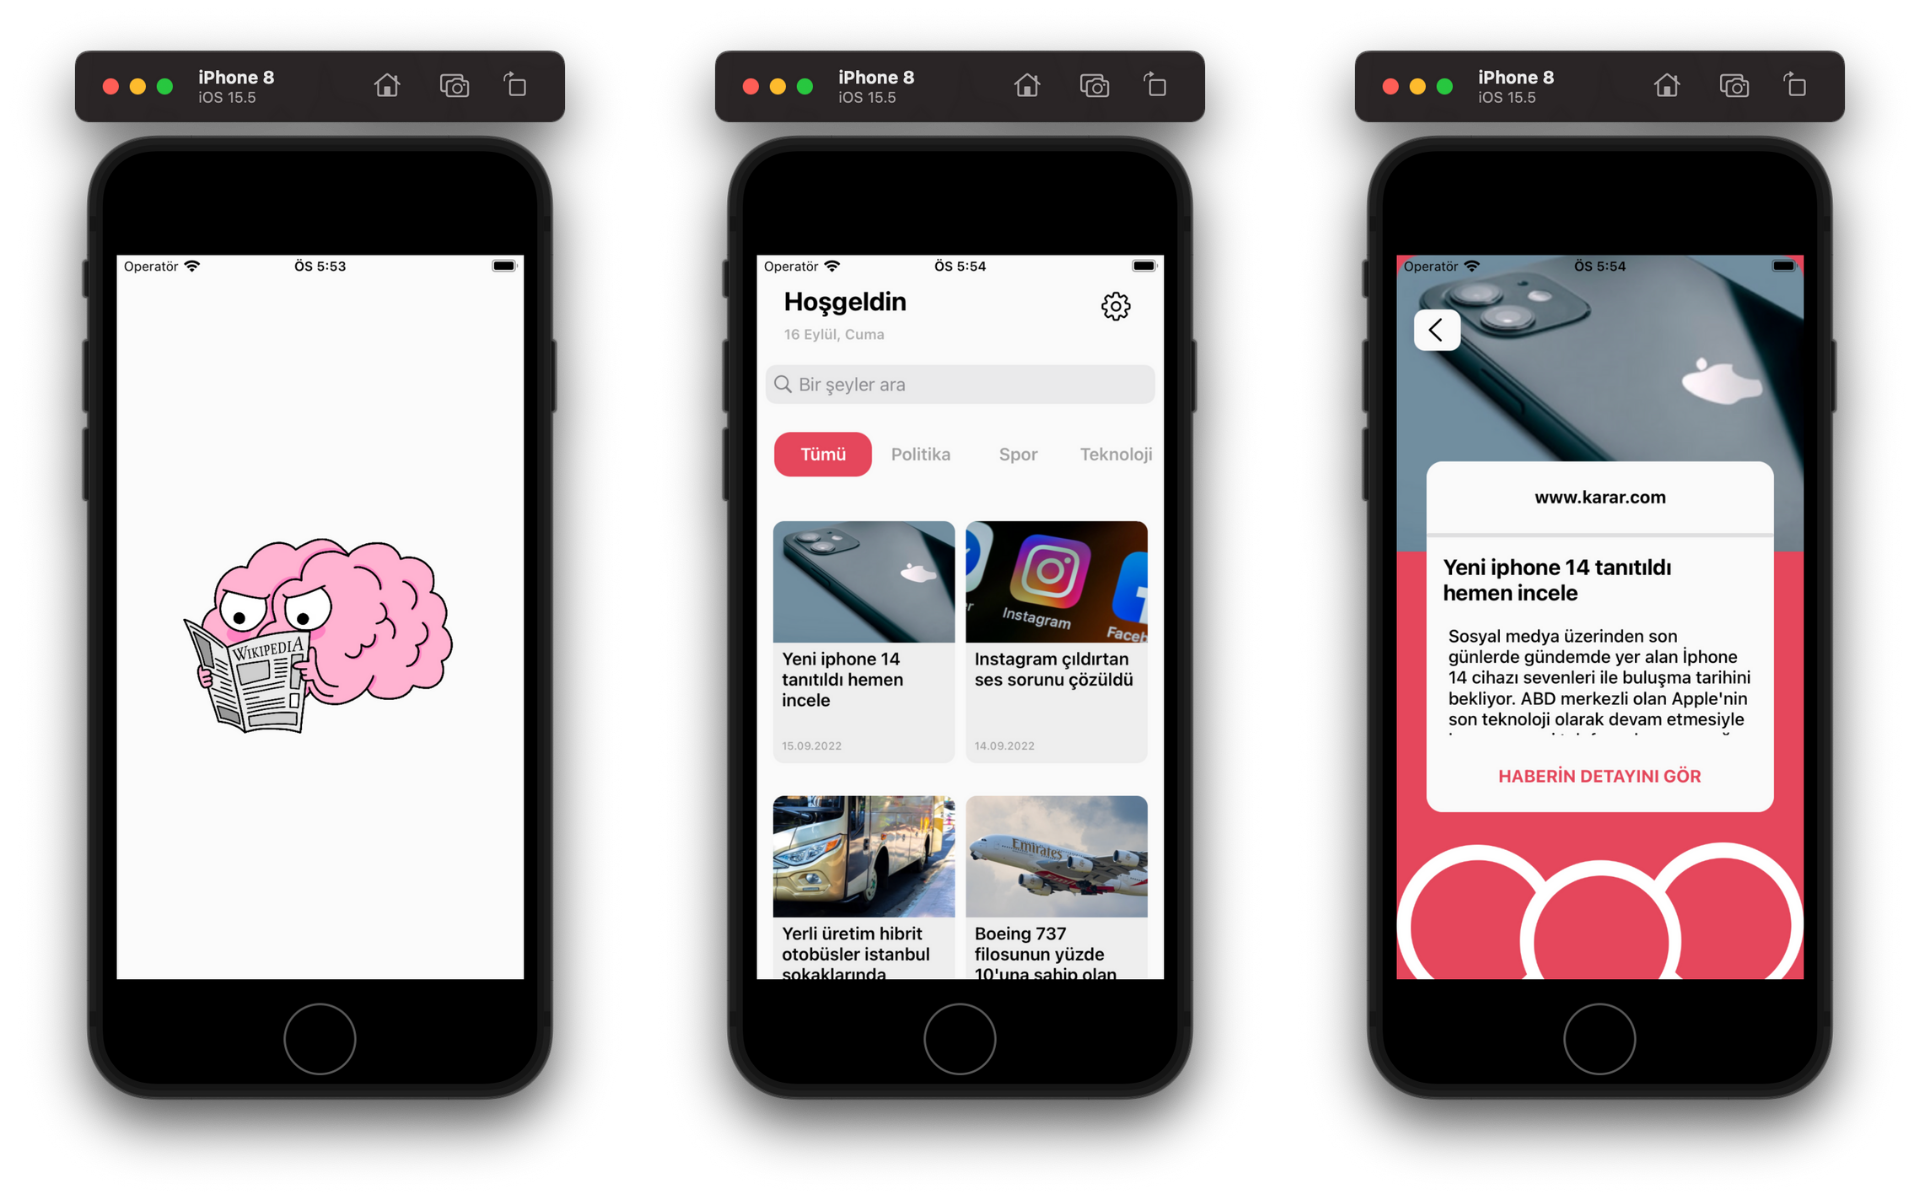 iPhone 8
iOS 15.5
Operatör
ÖS 5:53
WIKIPEDIA
iPhone 8
iOS 15.5
Operatör
ÖS 5:54
Hoşgeldin
16 Eylül, Cuma
Bir şeyler ara
Tümü
Politika
Spor
Teknoloji
Instagram
Faceb
Yeni iphone 14
tanıtıldı hemen
incele
15.09.2022
Instagram çıldırtan
ses sorunu çözüldü
14.09.2022
Emirates
Yerli üretim hibrit
otobüsler istanbul
sokaklarında
Boeing 737
filosunun yüzde
10'una sahip olan
iPhone 8
iOS 15.5
Operatör
ÖS 5:54
www.karar.com
Yeni iphone 14 tanıtıldı
hemen incele
Sosyal medya üzerinden son
günlerde gündemde yer alan İphone
14 cihazı sevenleri ile buluşma tarihini
bekliyor. ABD merkezli olan Apple'nin
son teknoloji olarak devam etmesiyle
HABERİN DETAYINI GÖR